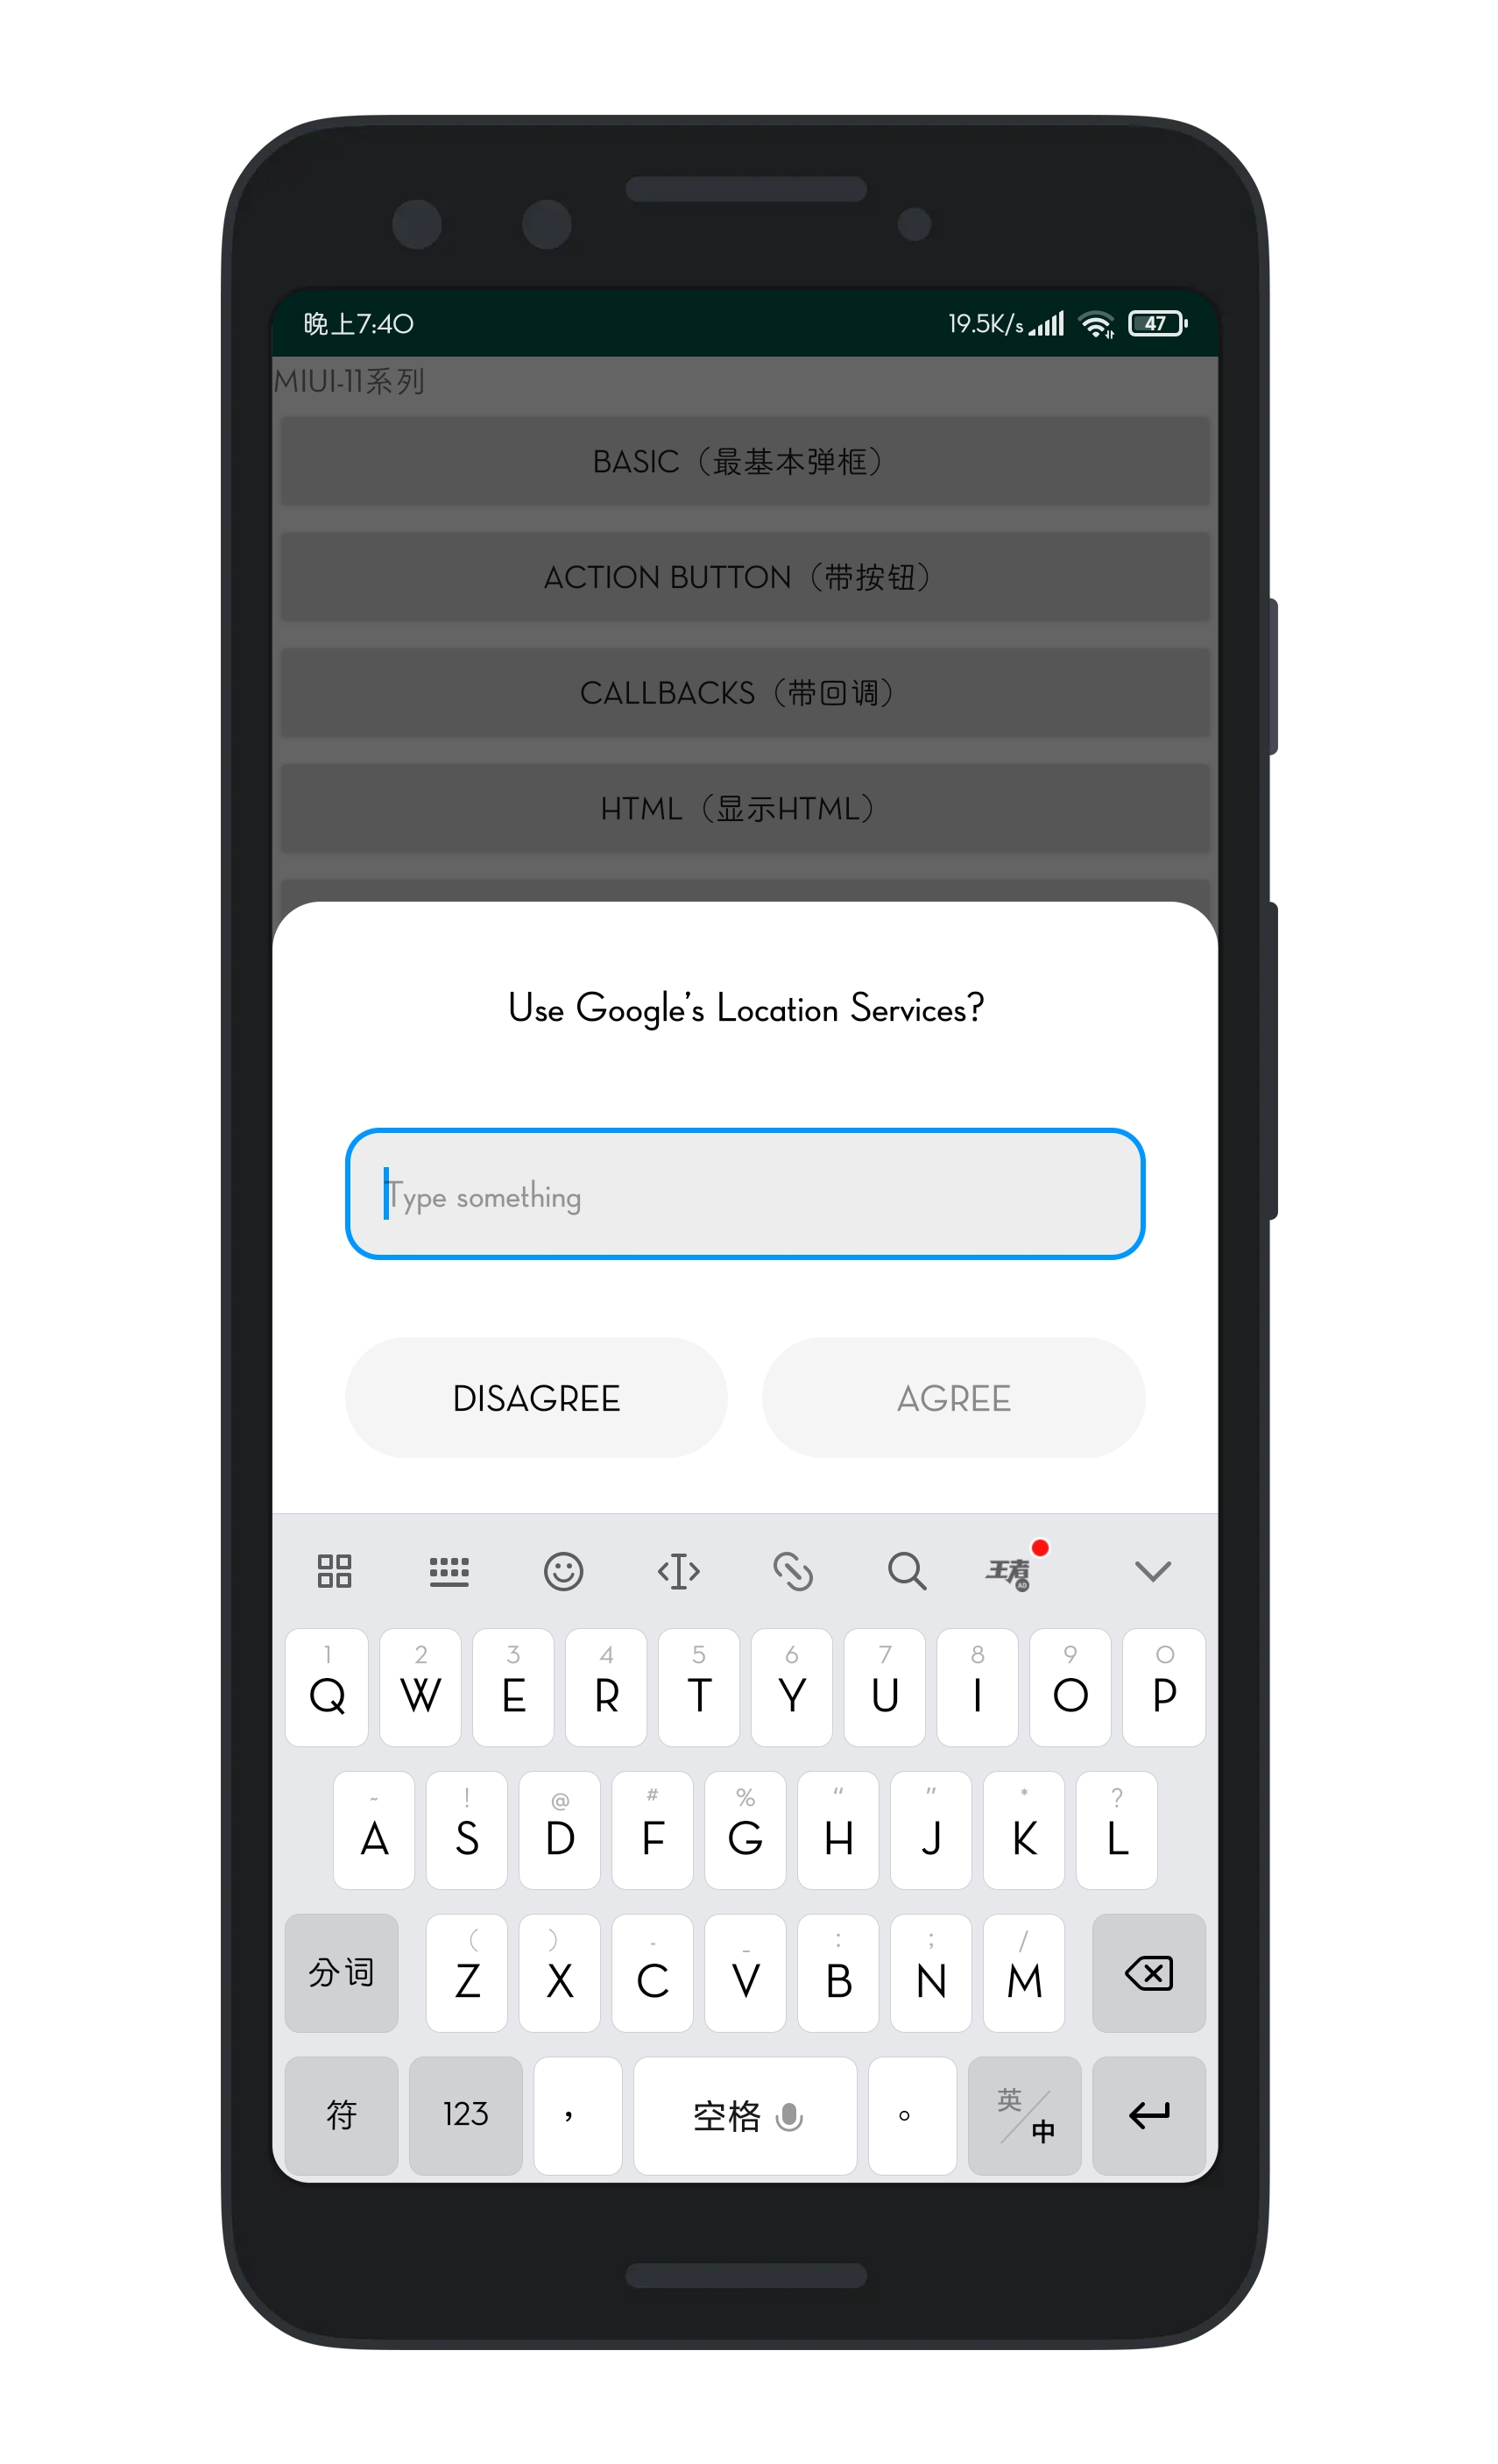 晚上7:40 19.5K/s 47
MIUI-11系列
BASIC（最基本弹框）
ACTION BUTTON（带按钮）
CALLBACKS（带回调）
HTML（显示HTML）
Use Google’s Location Services?
Type something
DISAGREE AGREE
王者 AD
1 2 3 4 5 6 7 8 9 0
Q W E R T Y U I O P
~ ! @ # % “ ” * ?
A S D F G H J K L
（ ） - _ : ; /
分词 Z X C V B N M
符 123 ， 空格 。 英/中